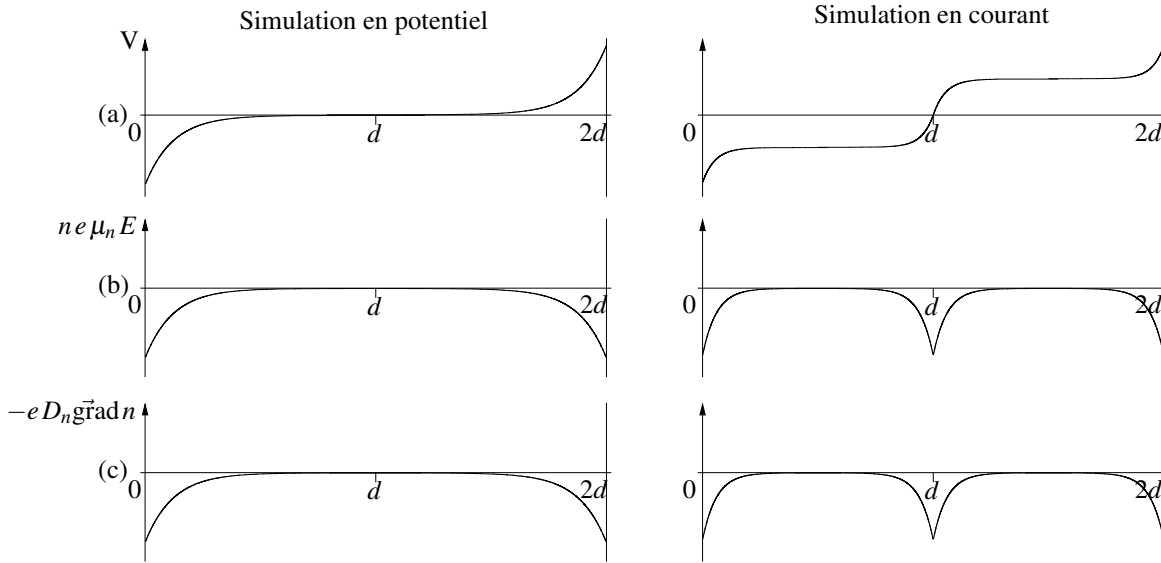 Simulation en potentiel
Simulation en courant
V
(a)
0
d
2d
0
d
2d
n e μn E
(b)
0
d
2d
0
d
2d
−e Dn grad⃗ n
(c)
0
d
2d
0
d
2d